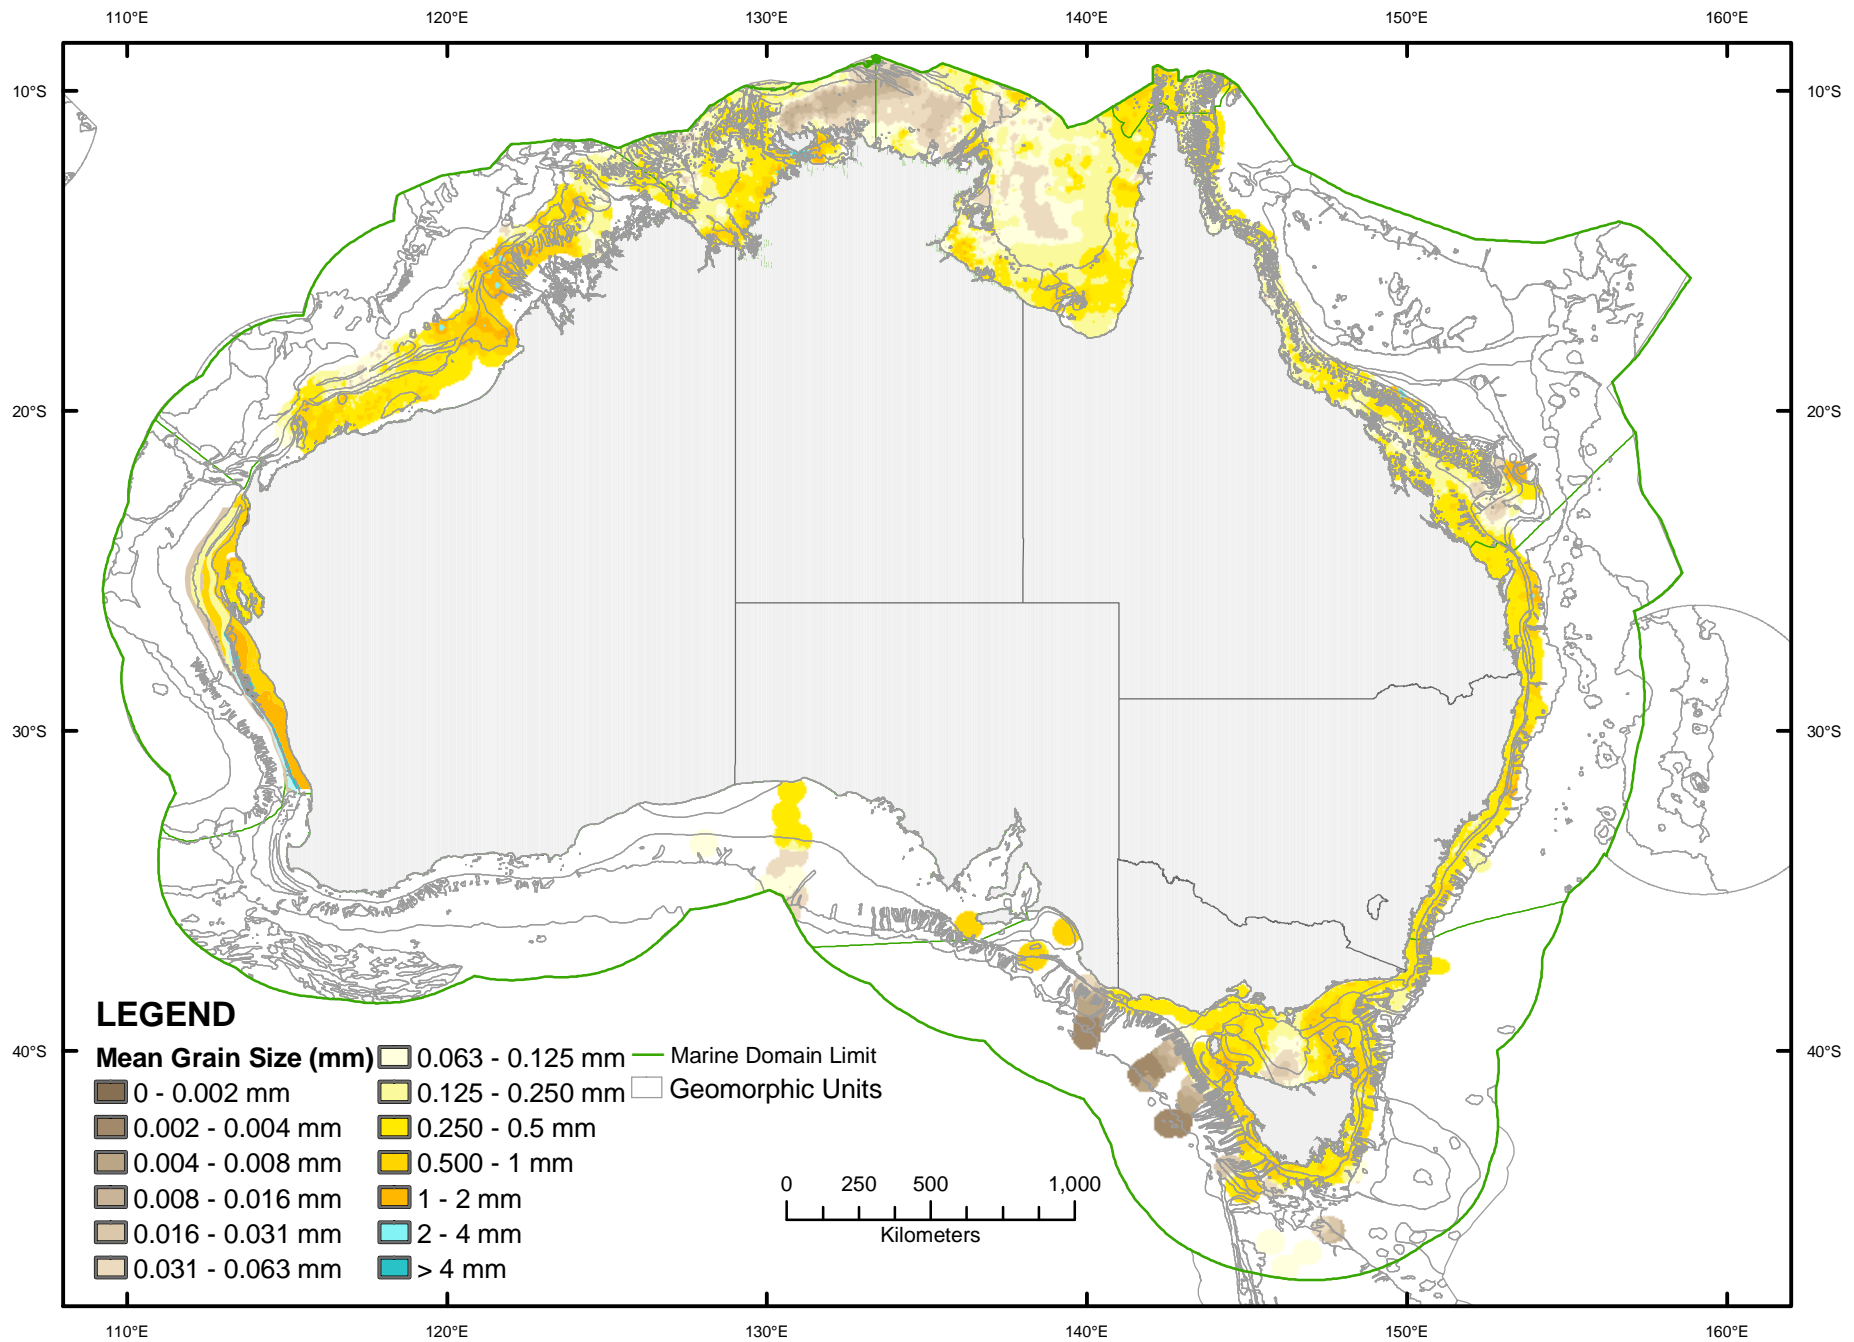 110°E 120°E 130°E 140°E 150°E 160°E
10°S 10°S
20°S 20°S
30°S 30°S
40°S 40°S
LEGEND
Mean Grain Size (mm)
0 - 0.002 mm
0.002 - 0.004 mm
0.004 - 0.008 mm
0.008 - 0.016 mm
0.016 - 0.031 mm
0.031 - 0.063 mm
0.063 - 0.125 mm
0.125 - 0.250 mm
0.250 - 0.5 mm
0.500 - 1 mm
1 - 2 mm
2 - 4 mm
> 4 mm
Marine Domain Limit
Geomorphic Units
0 250 500 1,000
Kilometers
110°E 120°E 130°E 140°E 150°E 160°E